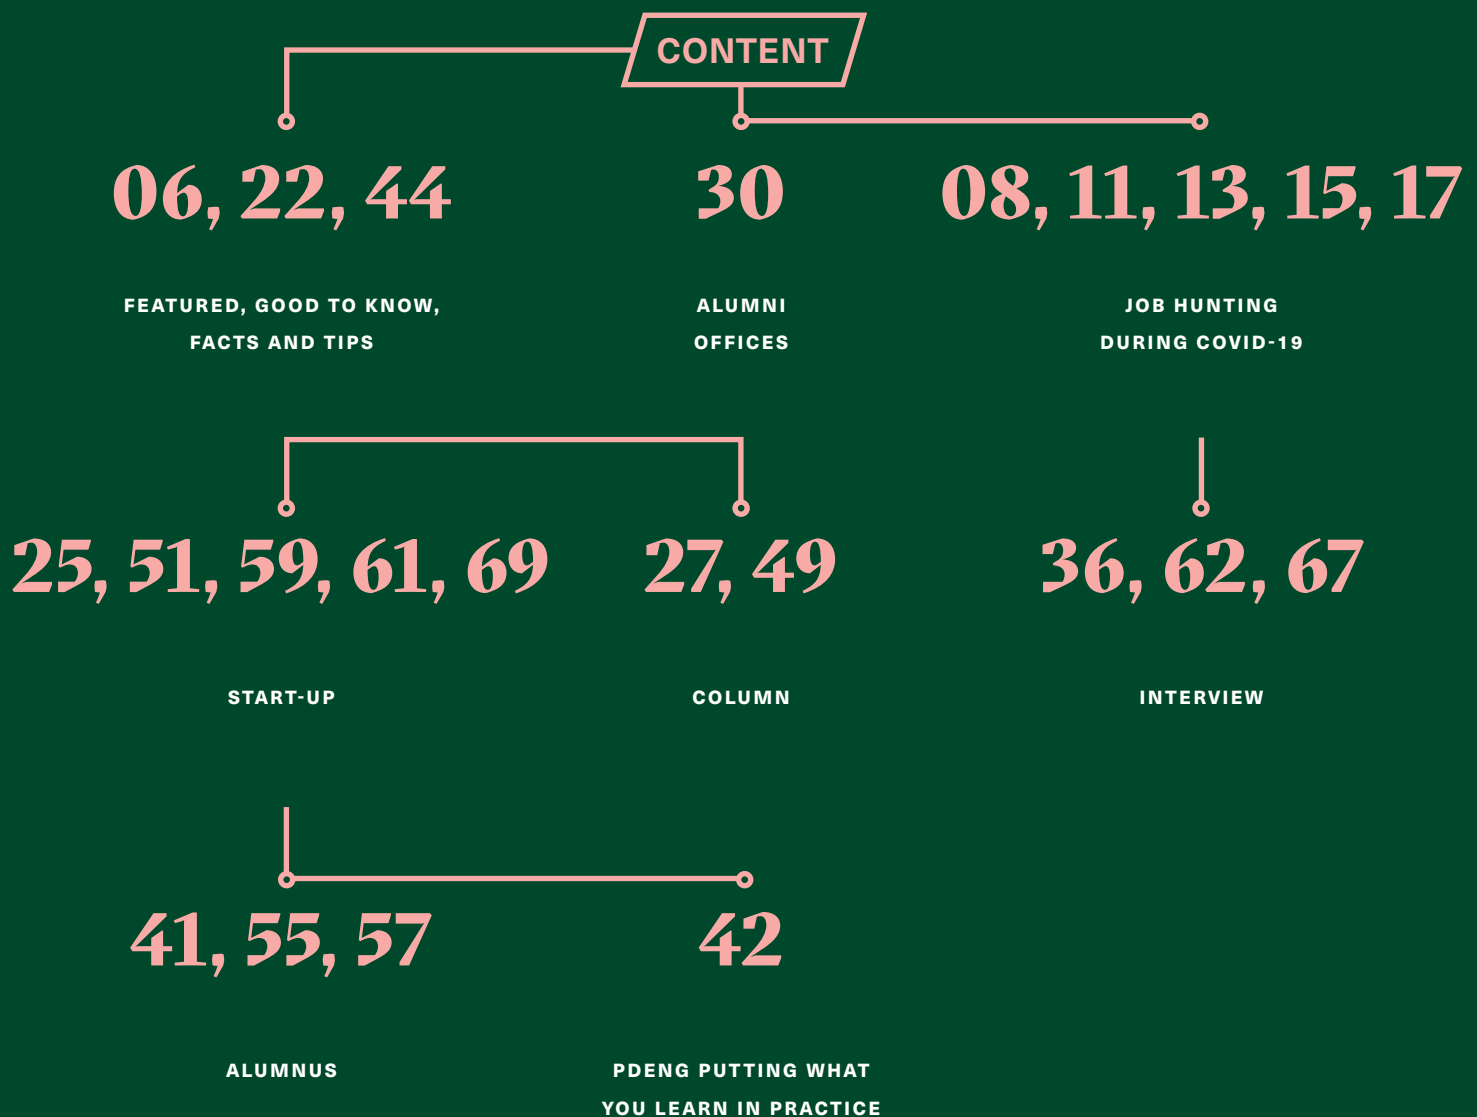 CONTENT
06, 22, 44
FEATURED, GOOD TO KNOW,
FACTS AND TIPS
30
ALUMNI
OFFICES
08, 11, 13, 15, 17
JOB HUNTING
DURING COVID-19
25, 51, 59, 61, 69
START-UP
27, 49
COLUMN
36, 62, 67
INTERVIEW
41, 55, 57
ALUMNUS
42
PDENG PUTTING WHAT
YOU LEARN IN PRACTICE